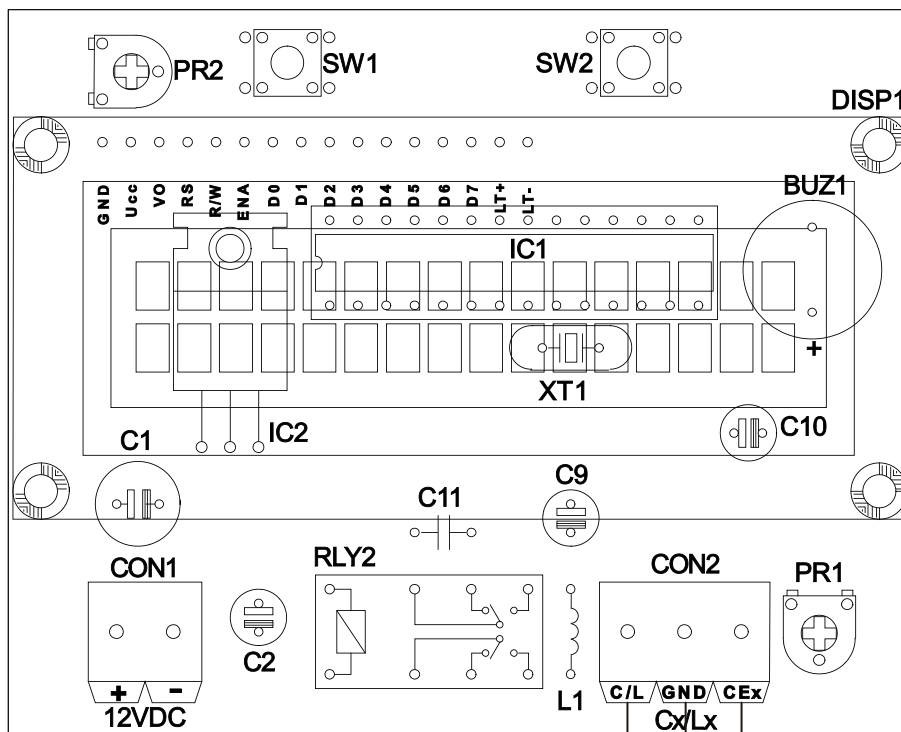 PR2 SW1 SW2
DISP1
GND Ucc VO RS R/W ENA D0 D1 D2 D3 D4 D5 D6 D7 LT+ LT-
BUZ1
IC1
+
XT1
IC2
C10
C1
C9
C11
RLY2
CON1
CON2
PR1
C2
L1
+ -
C/L GND CEx
12VDC
Cx/Lx